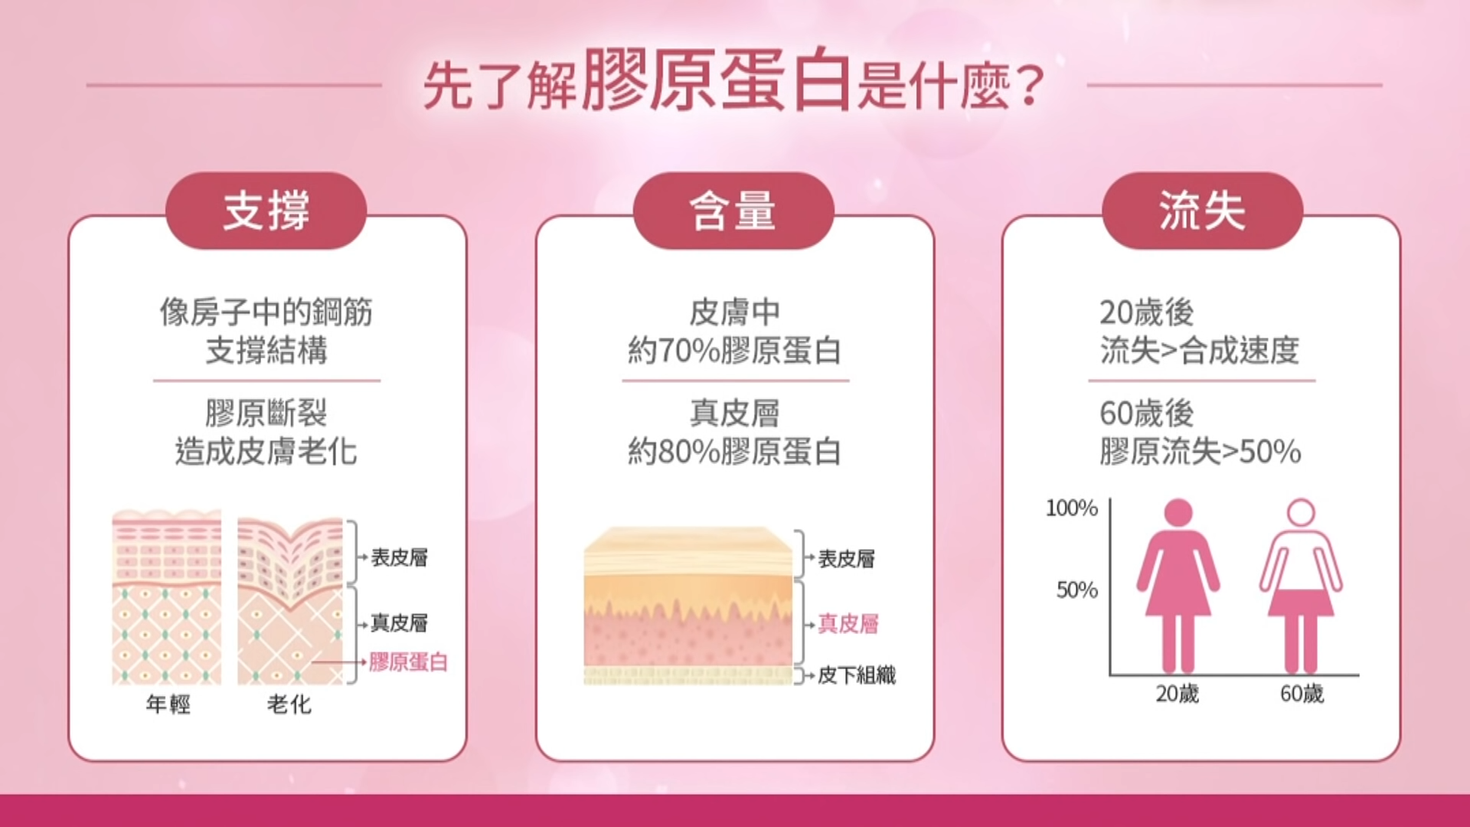 先了解膠原蛋白是什麼？
支撐
像房子中的鋼筋
支撐結構
膠原斷裂
造成皮膚老化
表皮層
真皮層
膠原蛋白
年輕
老化
含量
皮膚中
約70%膠原蛋白
真皮層
約80%膠原蛋白
表皮層
真皮層
皮下組織
流失
20歲後
流失>合成速度
60歲後
膠原流失>50%
100%
50%
20歲
60歲